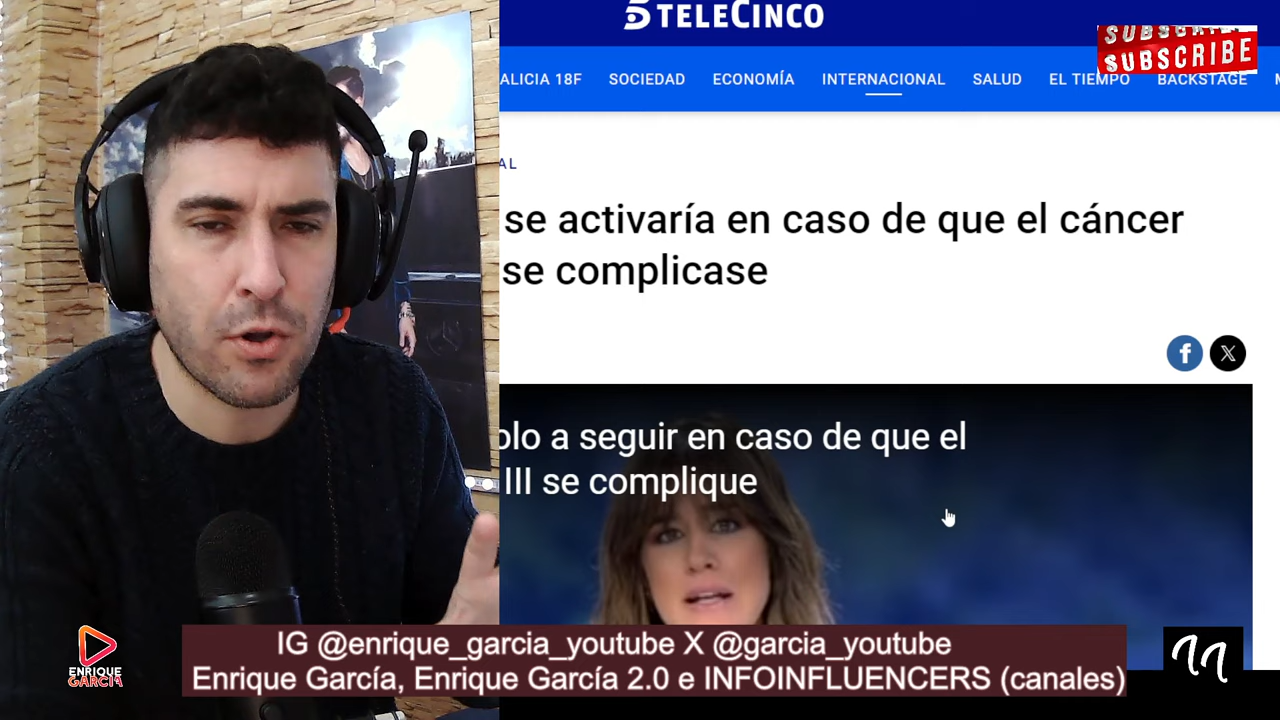 TELECINCO
SUBSCRIBE
SUBSCRIBE
ALICIA 18F SOCIEDAD ECONOMÍA INTERNACIONAL SALUD EL TIEMPO BACKSTAGE
AL
se activaría en caso de que el cáncer
se complicase
olo a seguir en caso de que el
III se complique
IG @enrique_garcia_youtube X @garcia_youtube
Enrique García, Enrique García 2.0 e INFOINFLUENCERS (canales)
ENRIQUE
GARCÍA